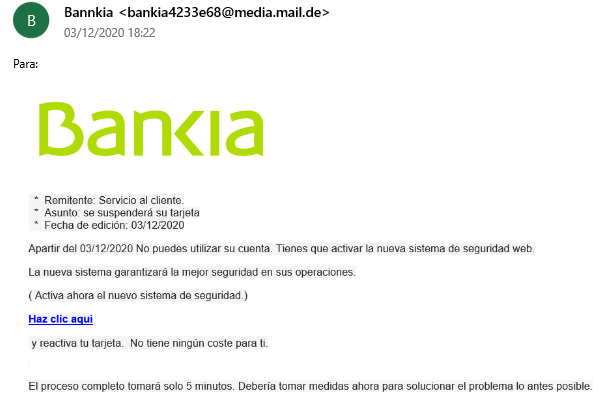 B
Bannkia <bankia4233e68@media.mail.de>
03/12/2020 18:22
Para:
Bankia
* Remitente: Servicio al cliente.
* Asunto: se suspenderá su tarjeta
* Fecha de edición: 03/12/2020
Apartir del 03/12/2020 No puedes utilizar su cuenta. Tienes que activar la nueva sistema de seguridad web.
La nueva sistema garantizará la mejor seguridad en sus operaciones.
( Activa ahora el nuevo sistema de seguridad.)
Haz clic aqui
y reactiva tu tarjeta. No tiene ningún coste para ti.
El proceso completo tomará solo 5 minutos. Debería tomar medidas ahora para solucionar el problema lo antes posible.